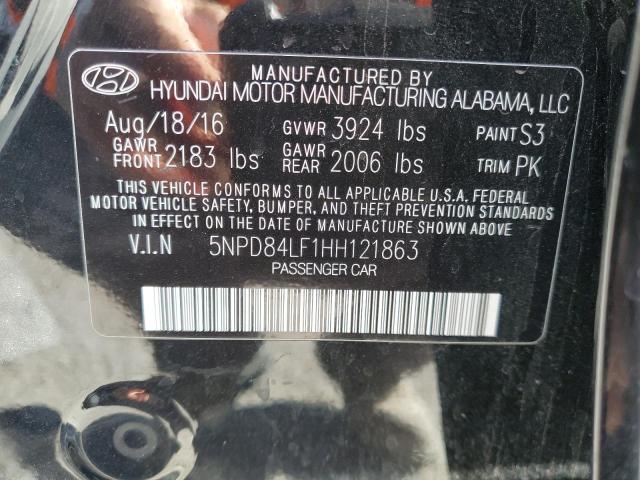 MANUFACTURED BY
HYUNDAI MOTOR MANUFACTURING ALABAMA, LLC
Aug/18/16 GVWR 3924 lbs PAINT S3
GAWR FRONT 2183 lbs GAWR REAR 2006 lbs TRIM PK
THIS VEHICLE CONFORMS TO ALL APPLICABLE U.S.A. FEDERAL
MOTOR VEHICLE SAFETY, BUMPER, AND THEFT PREVENTION STANDARDS
IN EFFECT ON THE DATE OF MANUFACTURE SHOWN ABOVE.
V.I.N 5NPD84LF1HH121863
PASSENGER CAR